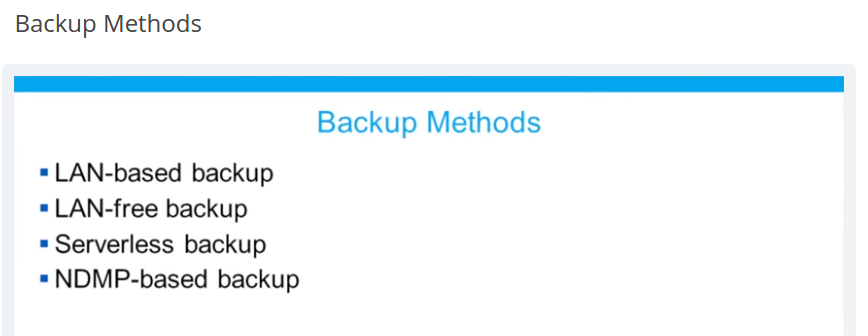 Backup Methods
Backup Methods
▪ LAN-based backup
▪ LAN-free backup
▪ Serverless backup
▪ NDMP-based backup